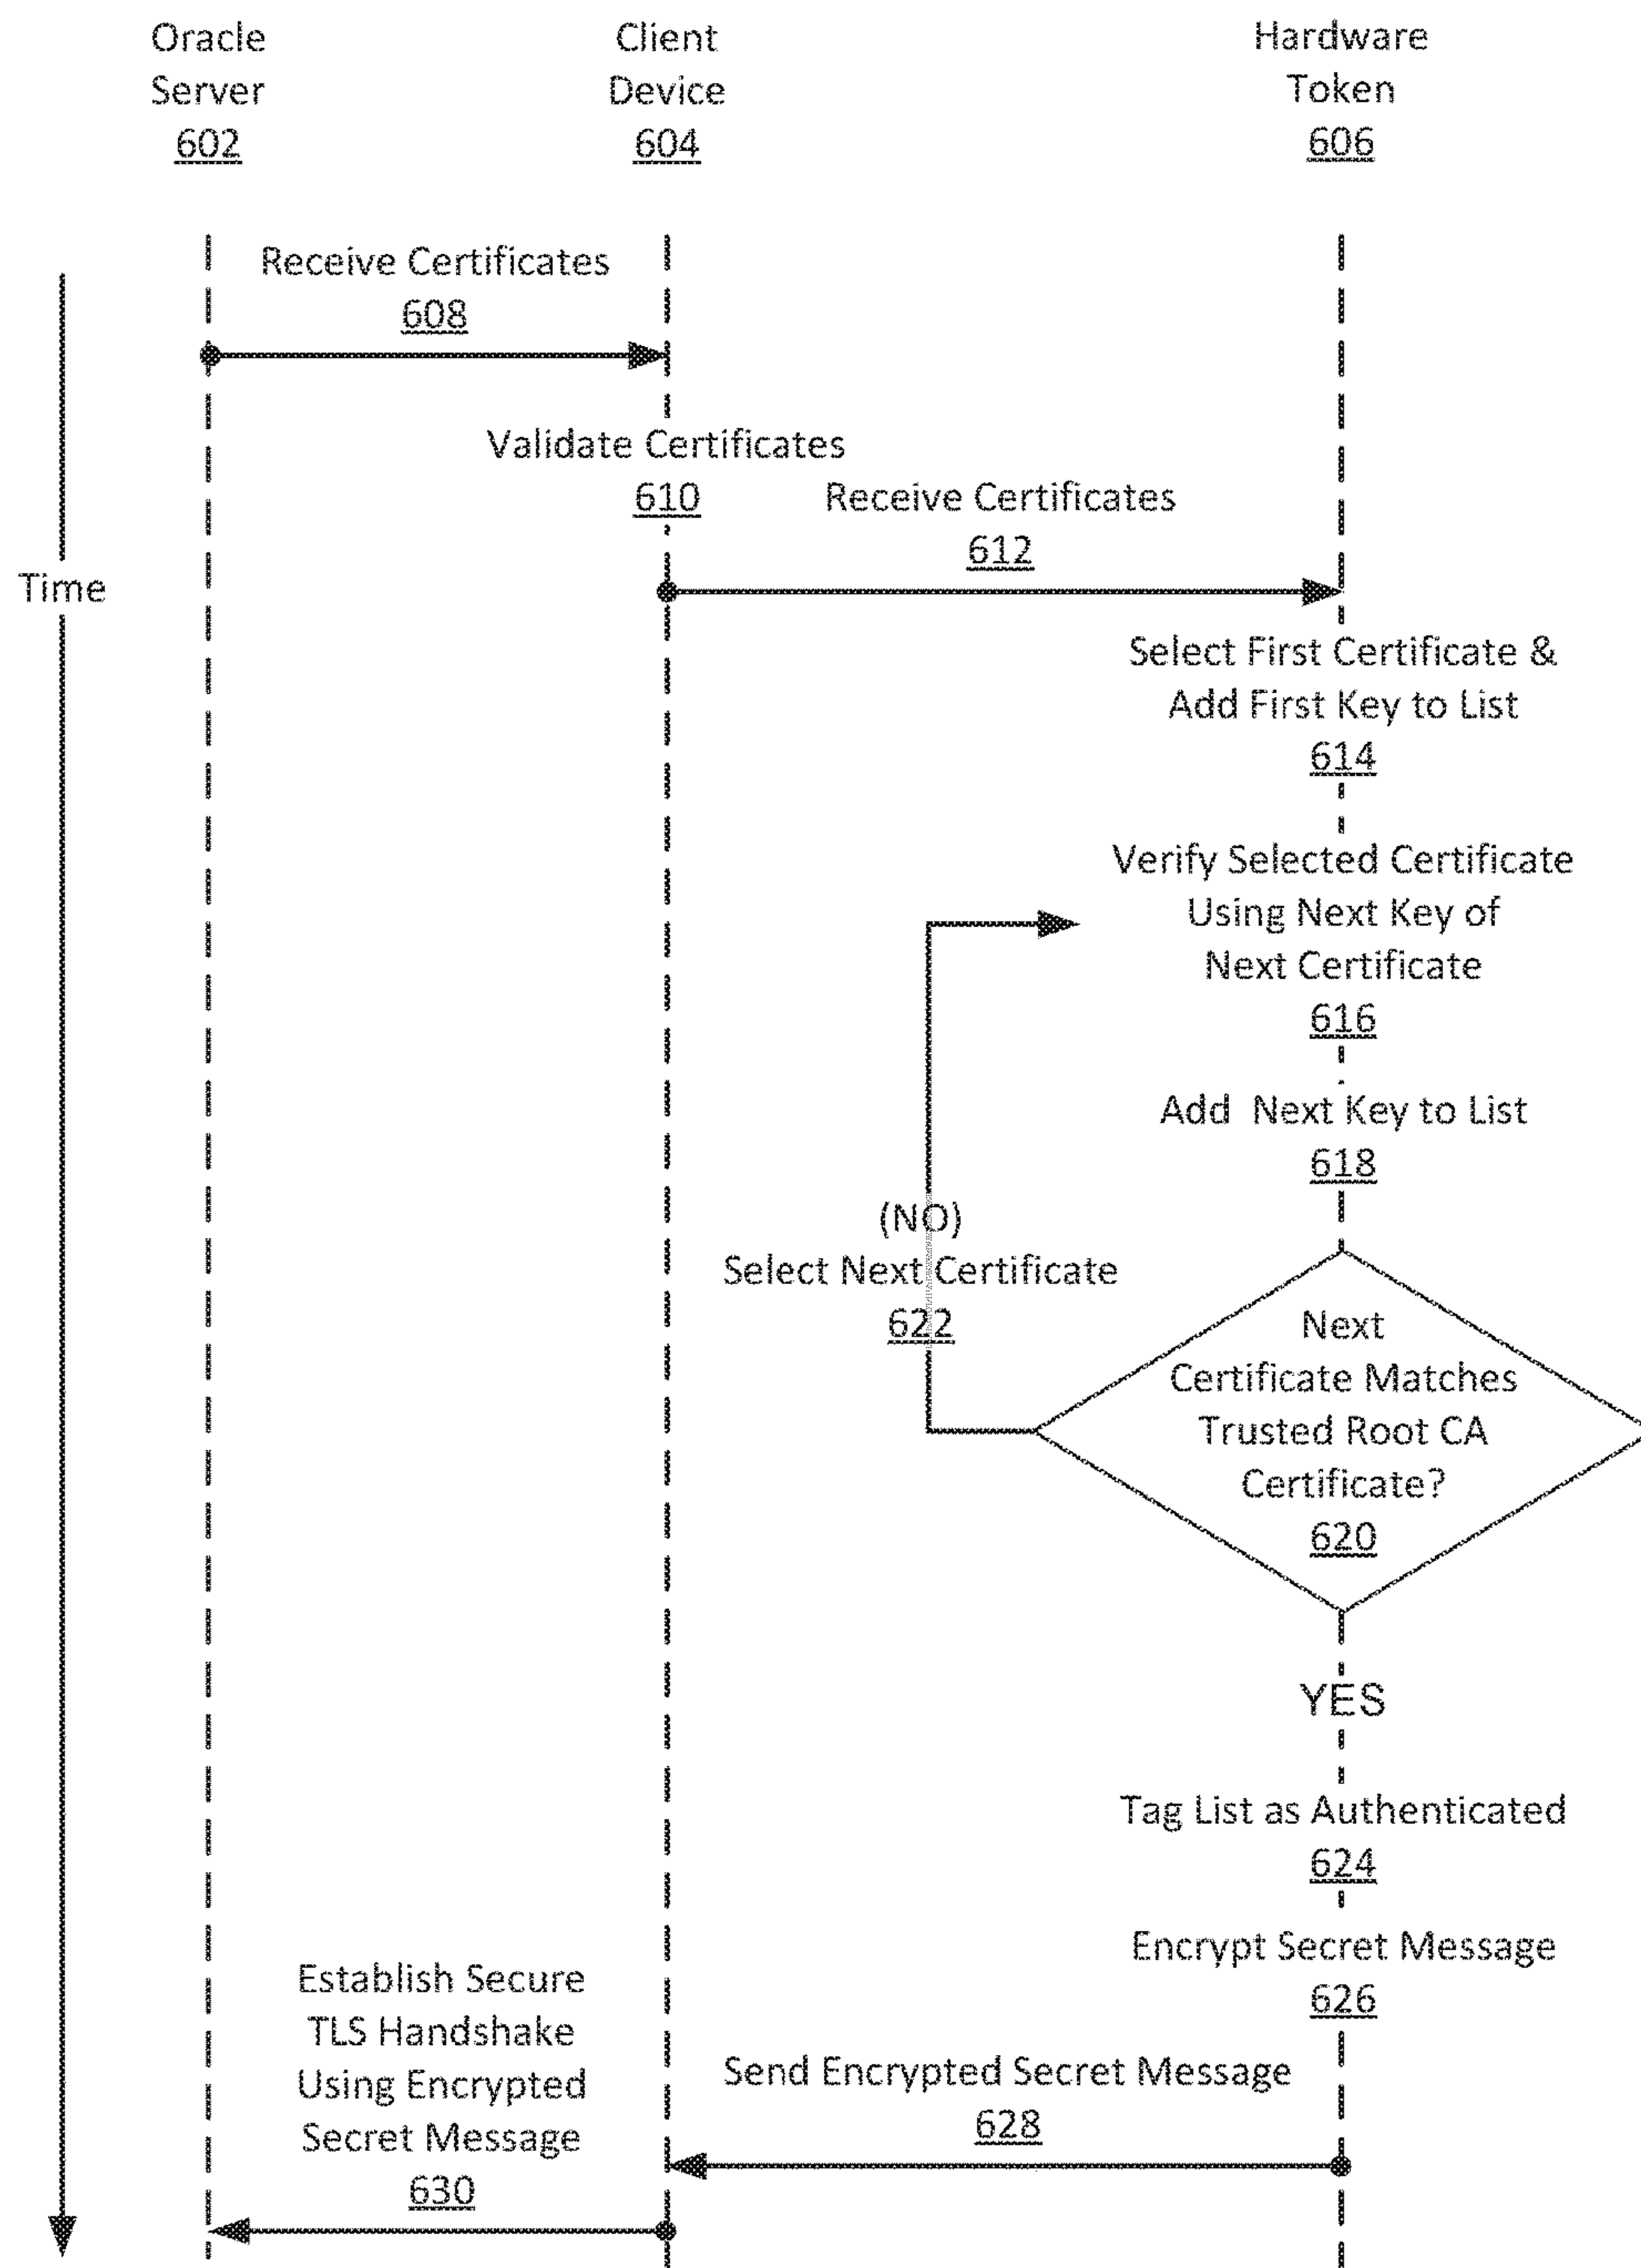 Oracle
Server
602
Client
Device
604
Hardware
Token
606
Receive Certificates
608
Validate Certificates
610
Receive Certificates
612
Time
Select First Certificate &
Add First Key to List
614
Verify Selected Certificate
Using Next Key of
Next Certificate
616
Add Next Key to List
618
(NO)
Select Next Certificate
622
Next
Certificate Matches
Trusted Root CA
Certificate?
620
YES
Tag List as Authenticated
624
Encrypt Secret Message
626
Send Encrypted Secret Message
628
Establish Secure
TLS Handshake
Using Encrypted
Secret Message
630